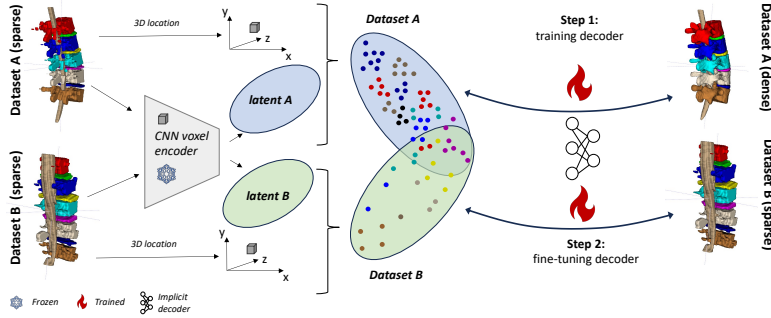 Dataset A (sparse)
3D location
y
z
x
latent A
CNN voxel
encoder
latent B
Dataset B (sparse)
3D location
y
z
x
Dataset A
Dataset B
Step 1:
training decoder
Step 2:
fine-tuning decoder
Dataset A
(dense)
Dataset B (sparse)
Frozen
Trained
Implicit
decoder